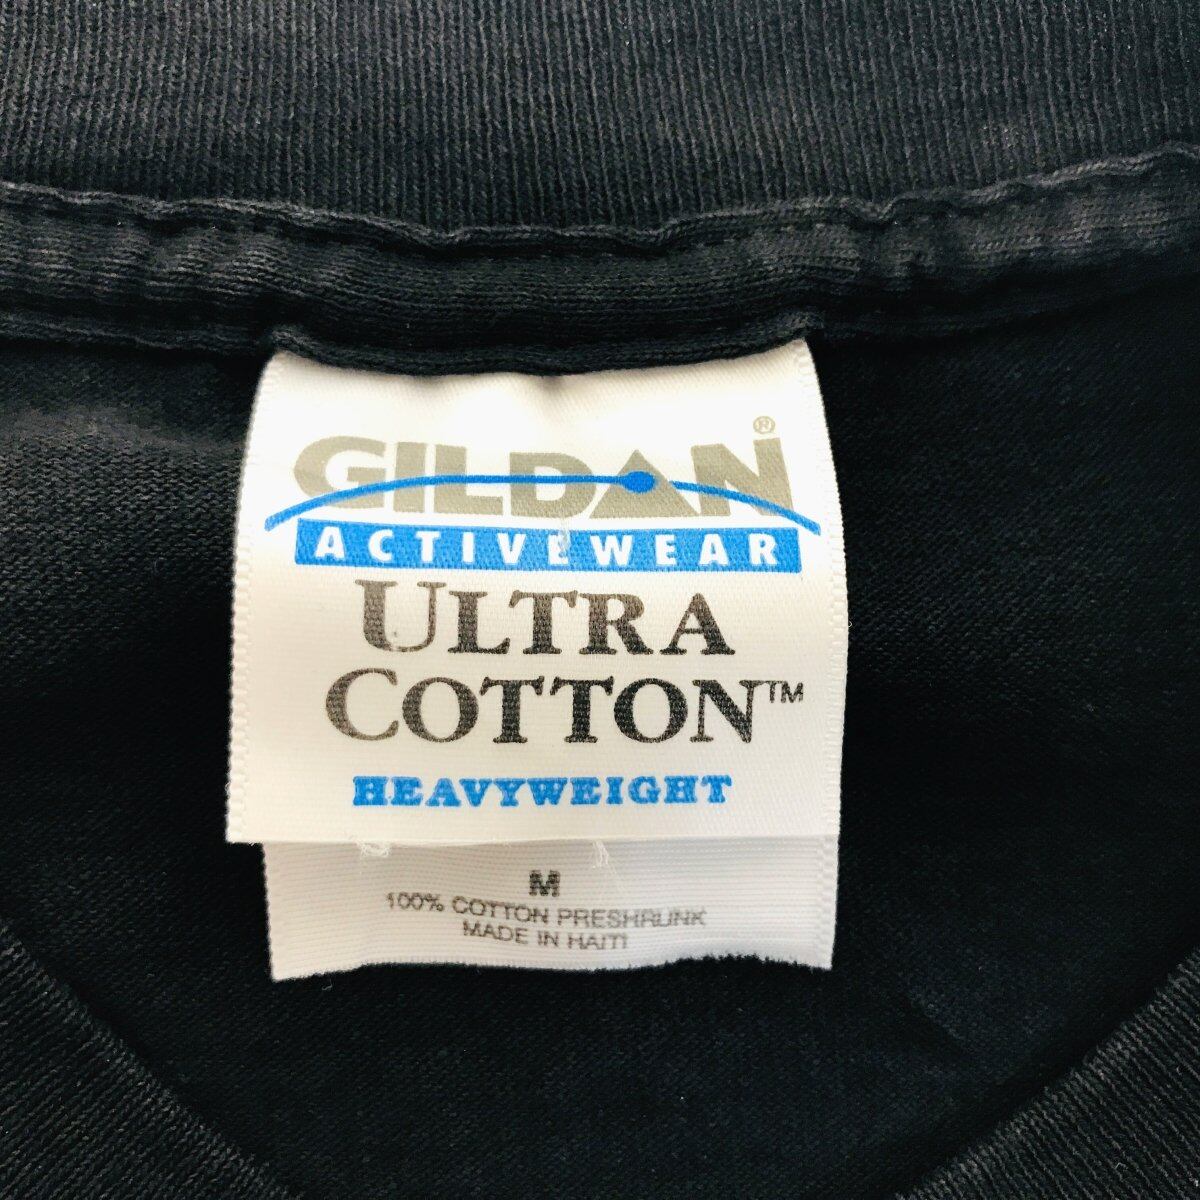 GILDAN®
ACTIVEWEAR
ULTRA
COTTON™
HEAVYWEIGHT
M
100% COTTON PRESHRUNK
MADE IN HAITI